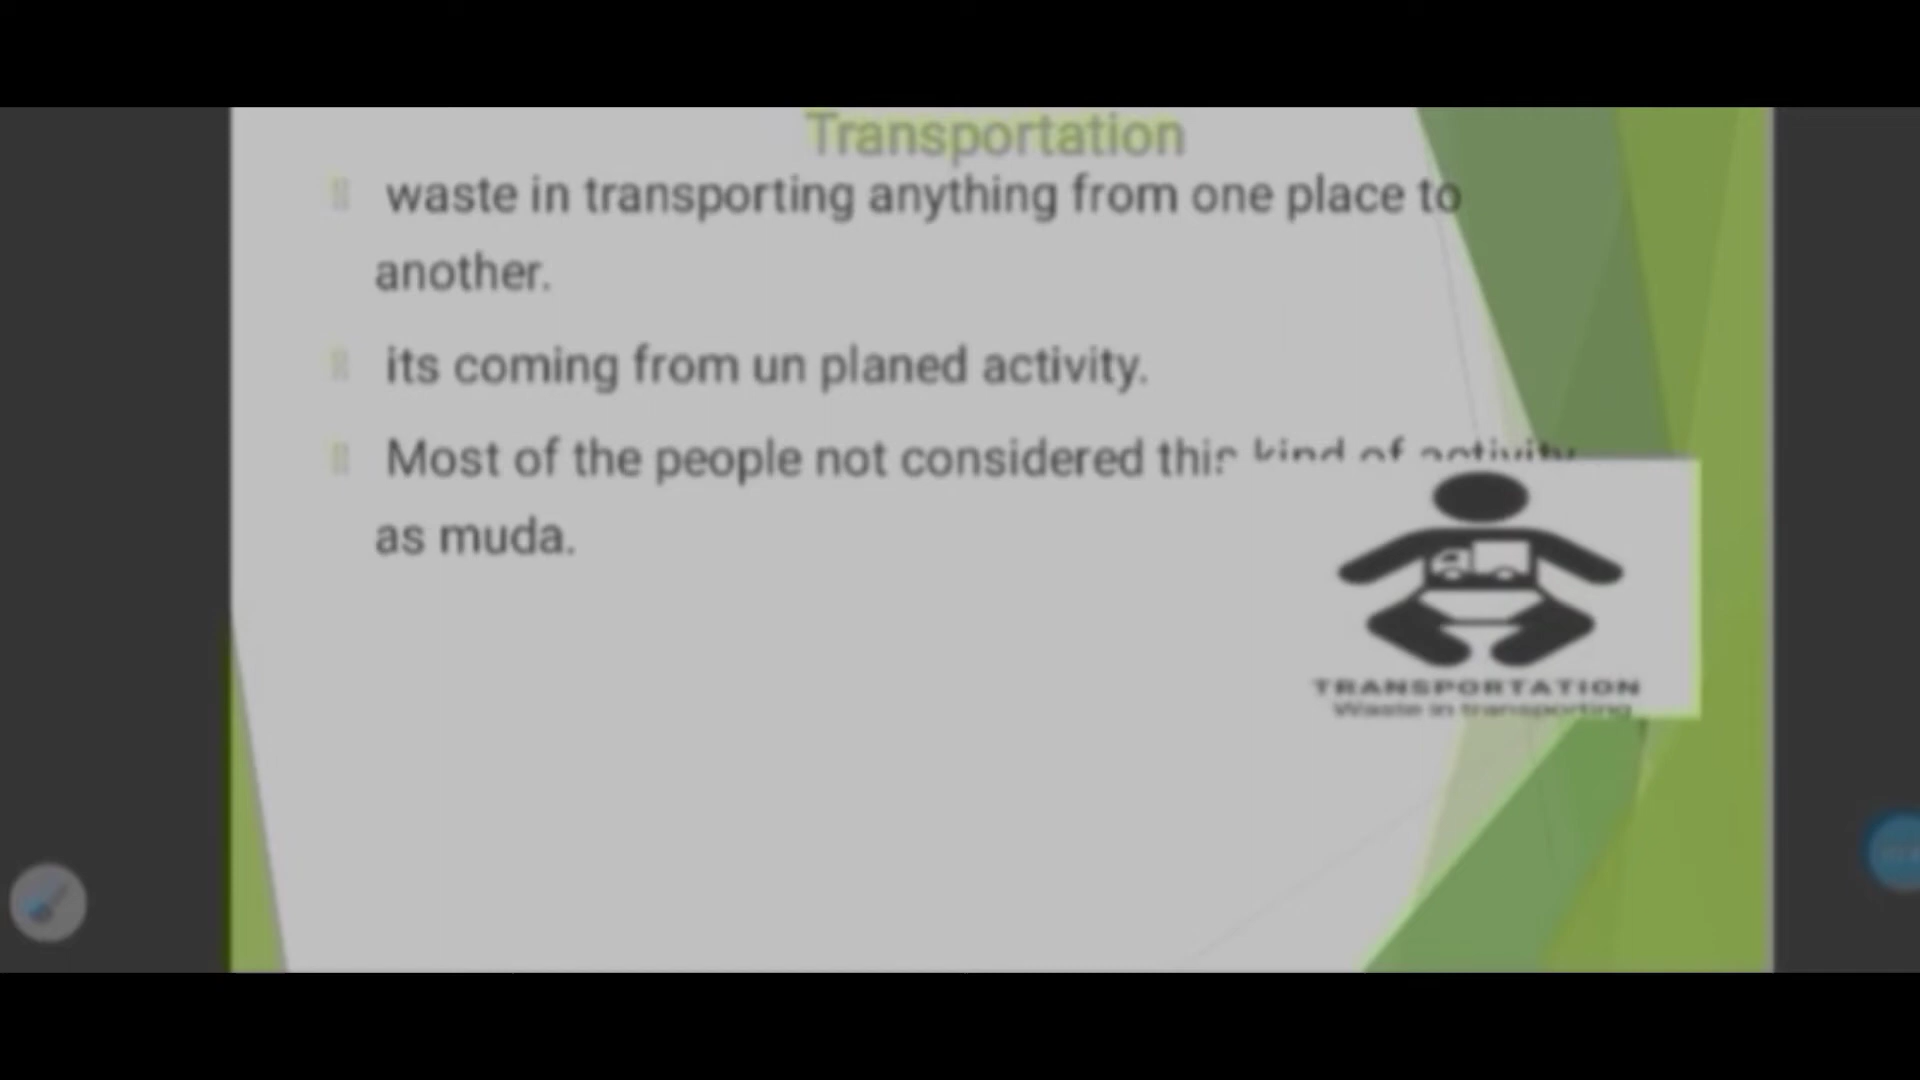 Transportation
waste in transporting anything from one place to
another.
its coming from un planed activity.
Most of the people not considered this kind of activity
as muda.
TRANSPORTATION
Waste in transporting